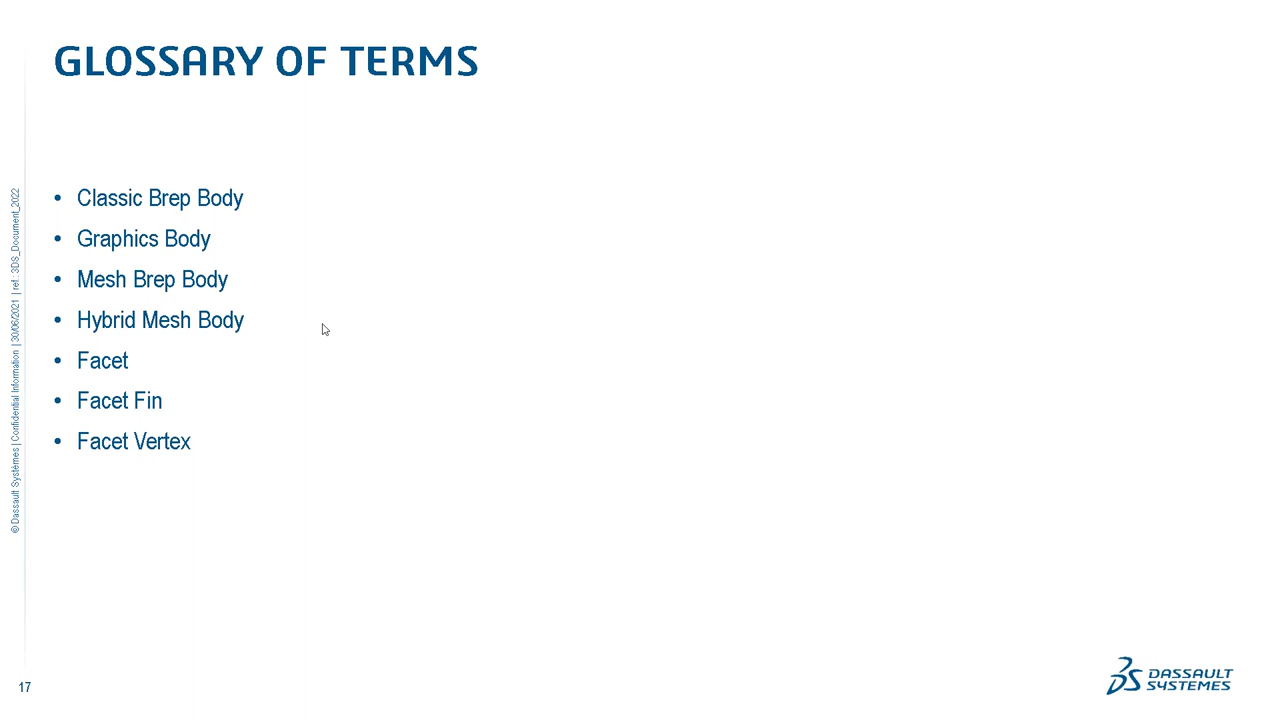 GLOSSARY OF TERMS
• Classic Brep Body
• Graphics Body
• Mesh Brep Body
• Hybrid Mesh Body
• Facet
• Facet Fin
• Facet Vertex
© Dassault Systèmes | Confidential Information | 30/06/2021 | ref.: 3DS_Document_2022
17
3DS DASSAULT
SYSTEMES